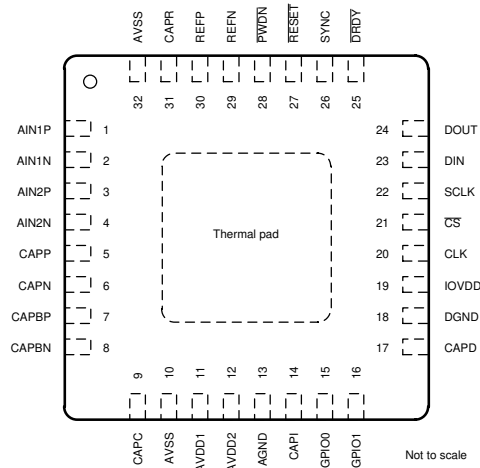 AVSS
CAPR
REFP
REFN
PWDN
RESET
SYNC
DRDY
32
31
30
29
28
27
26
25
AIN1P 1
AIN1N 2
AIN2P 3
AIN2N 4
CAPP 5
CAPN 6
CAPBP 7
CAPBN 8
Thermal pad
24 DOUT
23 DIN
22 SCLK
21 CS
20 CLK
19 IOVDD
18 DGND
17 CAPD
9
10
11
12
13
14
15
16
CAPC
AVSS
AVDD1
AVDD2
AGND
CAPI
GPIO0
GPIO1
Not to scale